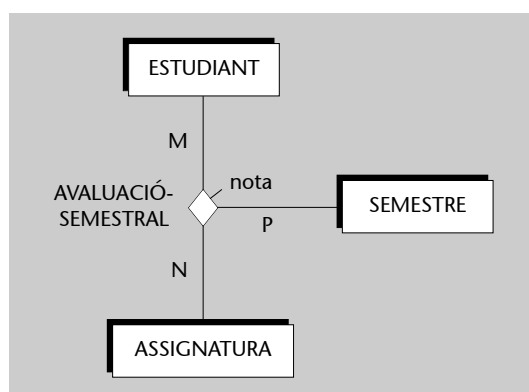 ESTUDIANT
M
nota
AVALUACIÓ-
SEMESTRAL
SEMESTRE
P
N
ASSIGNATURA